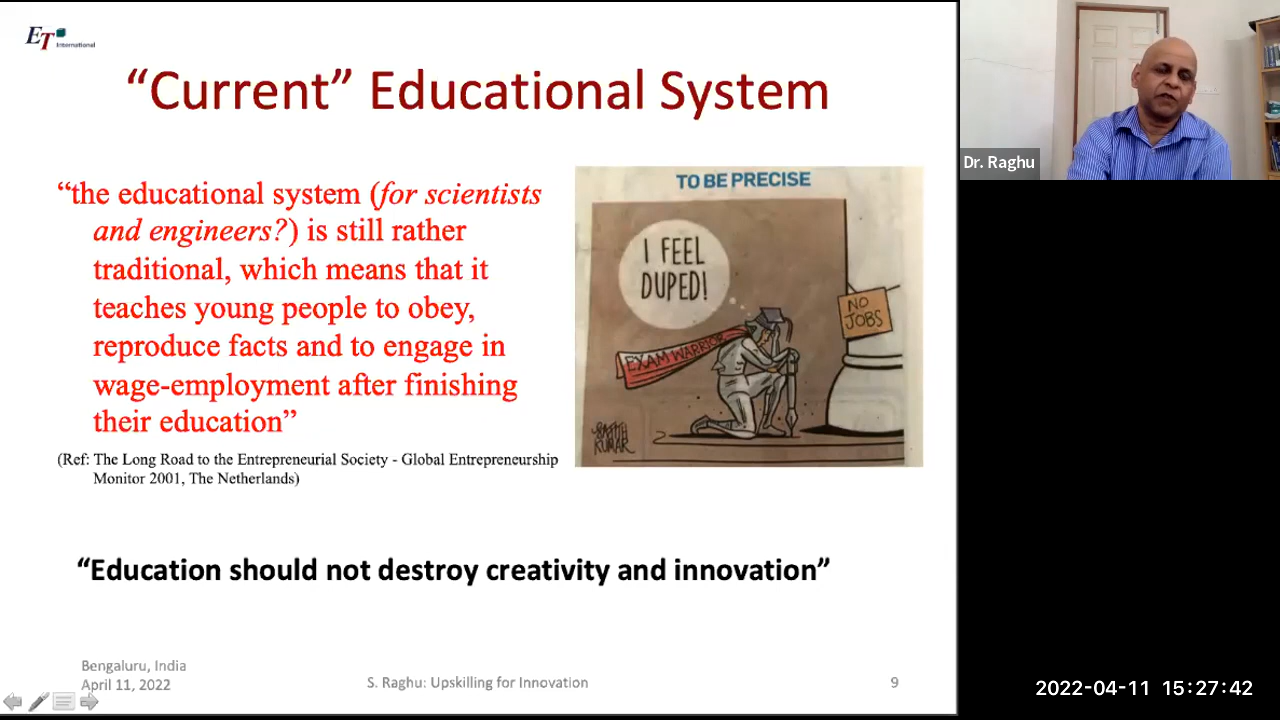 ET
International
“Current” Educational System
“the educational system (for scientists
and engineers?) is still rather
traditional, which means that it
teaches young people to obey,
reproduce facts and to engage in
wage-employment after finishing
their education”
(Ref: The Long Road to the Entrepreneurial Society - Global Entrepreneurship
Monitor 2001, The Netherlands)
TO BE PRECISE
I FEEL
DUPED!
NO
JOBS
EXAM WARRIOR
SATISH
KUMAR
“Education should not destroy creativity and innovation”
Bengaluru, India
April 11, 2022
S. Raghu: Upskilling for Innovation
9
Dr. Raghu
2022-04-11 15:27:42